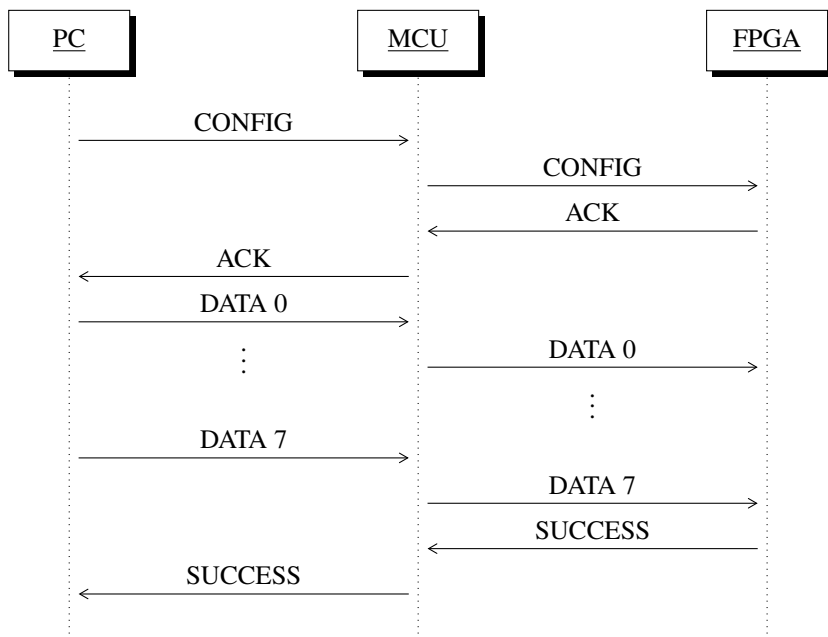 PC
MCU
FPGA
CONFIG
CONFIG
ACK
ACK
DATA 0
DATA 0
DATA 7
DATA 7
SUCCESS
SUCCESS